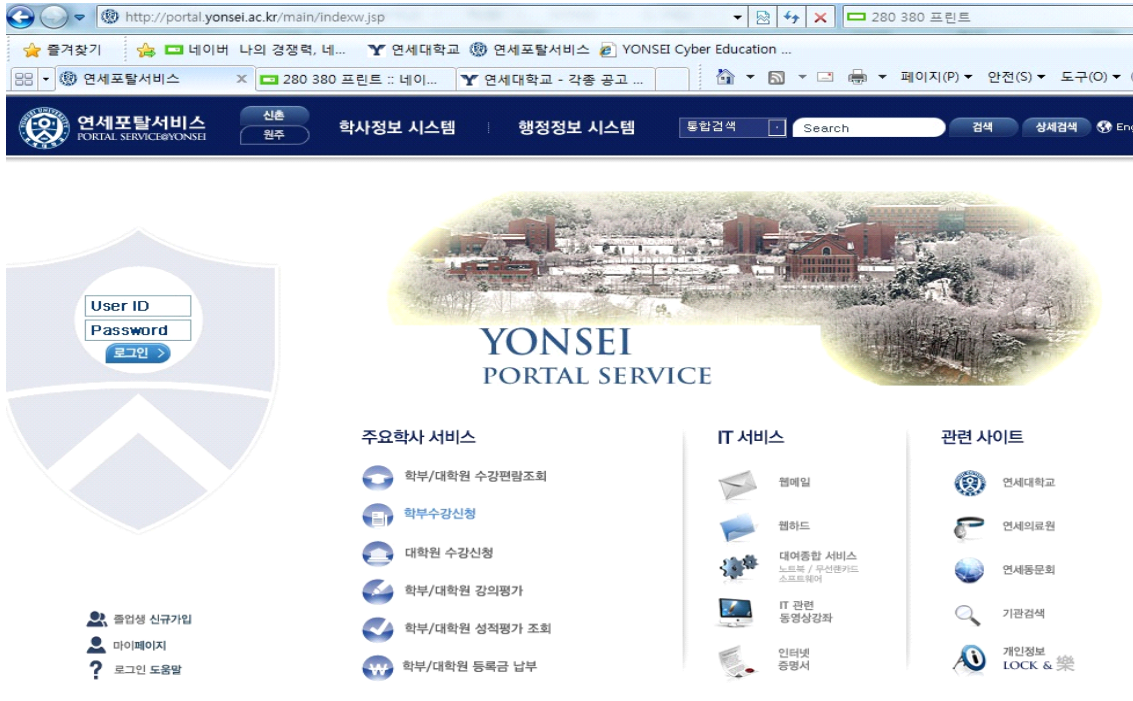 http://portal.yonsei.ac.kr/main/indexw.jsp
280 380 프린트
즐겨찾기
네이버 나의 경쟁력, 네...
연세대학교
연세포탈서비스
YONSEI Cyber Education ...
연세포탈서비스
280 380 프린트 :: 네이...
연세대학교 - 각종 공고 ...
페이지(P)
안전(S)
도구(O)
연세포탈서비스
PORTAL SERVICE@YONSEI
신촌
원주
학사정보 시스템
행정정보 시스템
통합검색
Search
검색
상세검색
Eng
User ID
Password
로그인 >
YONSEI
PORTAL SERVICE
졸업생 신규가입
마이페이지
로그인 도움말
주요학사 서비스
학부/대학원 수강편람조회
학부수강신청
대학원 수강신청
학부/대학원 강의평가
학부/대학원 성적평가 조회
학부/대학원 등록금 납부
IT 서비스
웹메일
웹하드
대여종합 서비스
노트북 / 무선랜카드
소프트웨어
IT 관련
동영상강좌
인터넷
증명서
관련 사이트
연세대학교
연세의료원
연세동문회
기관검색
개인정보
LOCK & 樂